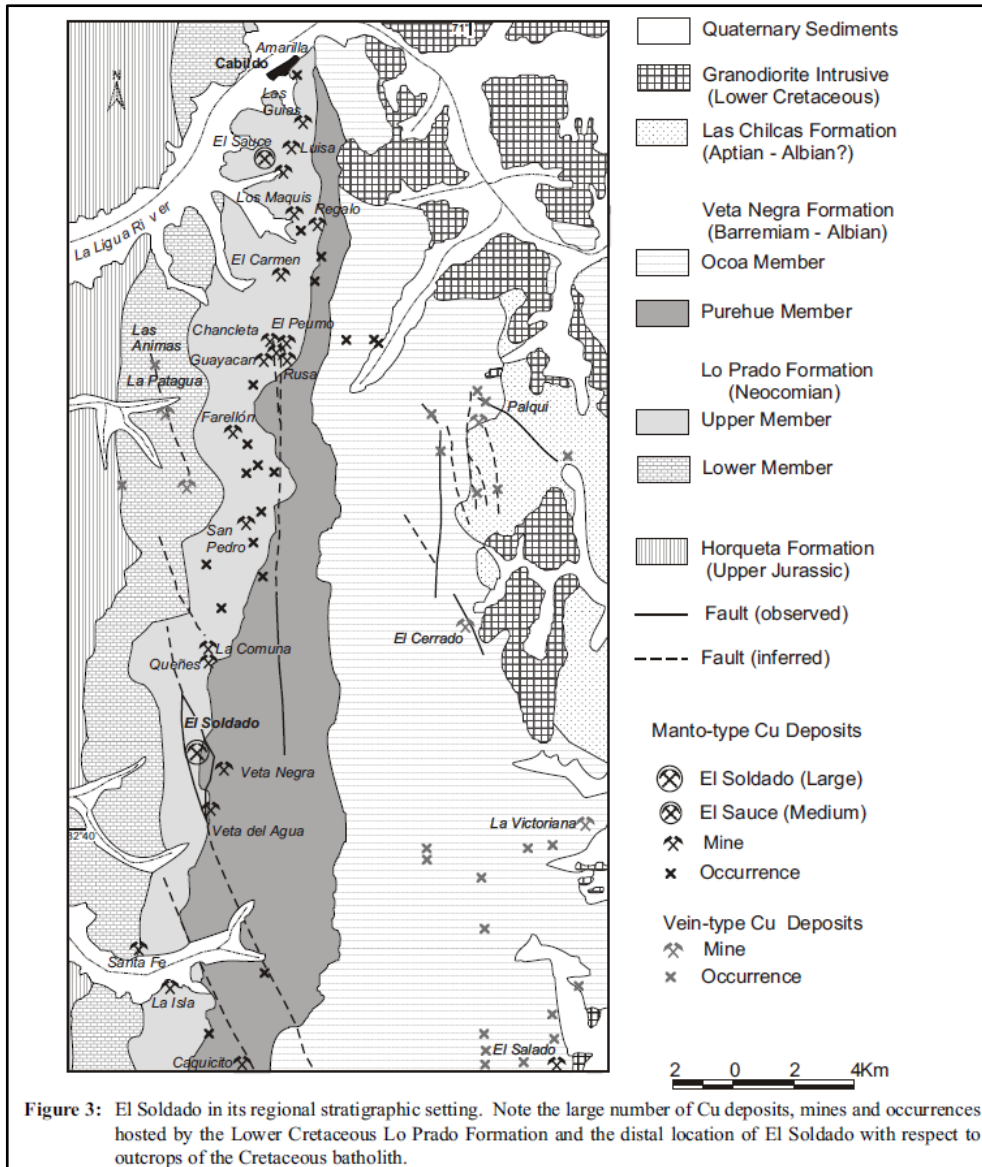 71°
Amarilla
Cabildo
N
Las
Guias
El Sauce
Luisa
Los Maquis
Regalo
La Ligua Ri ver
El Carmen
Chancleta
El Peumo
Las
Animas
Guayacan
Rusa
La Patagua
Farellón
Palqui
San
Pedro
El Cerrado
La Comuna
Queñes
El Soldado
Veta Negra
Veta del Agua
32°40'
La Victoriana
Santa Fe
La Isla
Caquicito
El Salado
Quaternary Sediments
Granodiorite Intrusive
(Lower Cretaceous)
Las Chilcas Formation
(Aptian - Albian?)
Veta Negra Formation
(Barremiam - Albian)
Ocoa Member
Purehue Member
Lo Prado Formation
(Neocomian)
Upper Member
Lower Member
Horqueta Formation
(Upper Jurassic)
Fault (observed)
Fault (inferred)
Manto-type Cu Deposits
El Soldado (Large)
El Sauce (Medium)
Mine
Occurrence
Vein-type Cu Deposits
Mine
Occurrence
2 0 2 4Km
Figure 3: El Soldado in its regional stratigraphic setting. Note the large number of Cu deposits, mines and occurrences
hosted by the Lower Cretaceous Lo Prado Formation and the distal location of El Soldado with respect to
outcrops of the Cretaceous batholith.